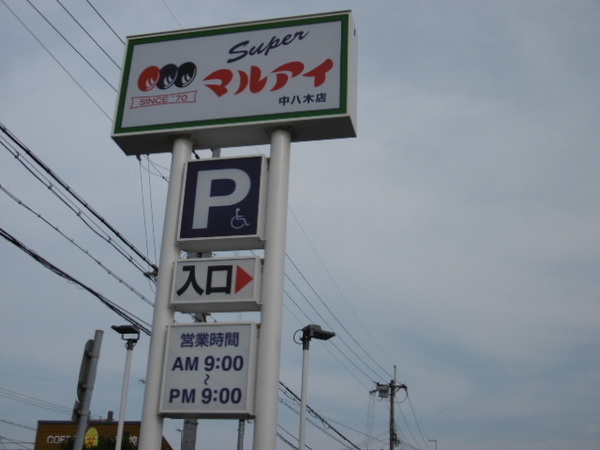 Super
マルアイ
SINCE '70
中八木店
P
入口
営業時間
AM 9:00
~
PM 9:00